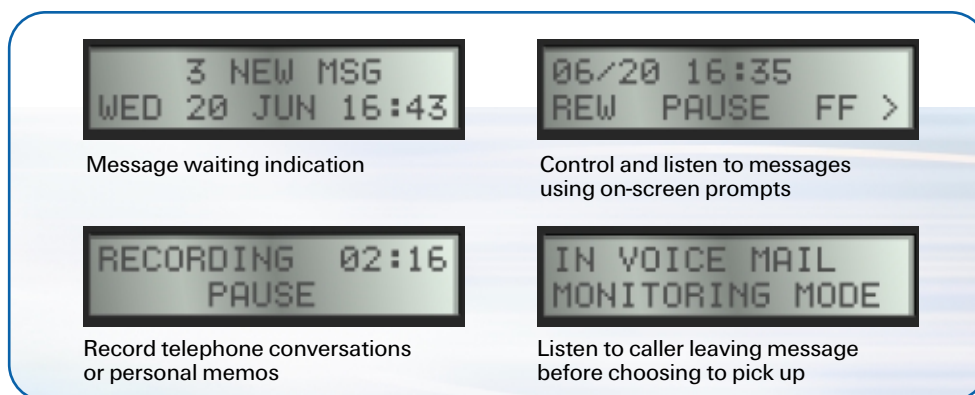 3 NEW MSG
WED 20 JUN 16:43
Message waiting indication
06/20 16:35
REW PAUSE FF >
Control and listen to messages
using on-screen prompts
RECORDING 02:16
PAUSE
Record telephone conversations
or personal memos
IN VOICE MAIL
MONITORING MODE
Listen to caller leaving message
before choosing to pick up